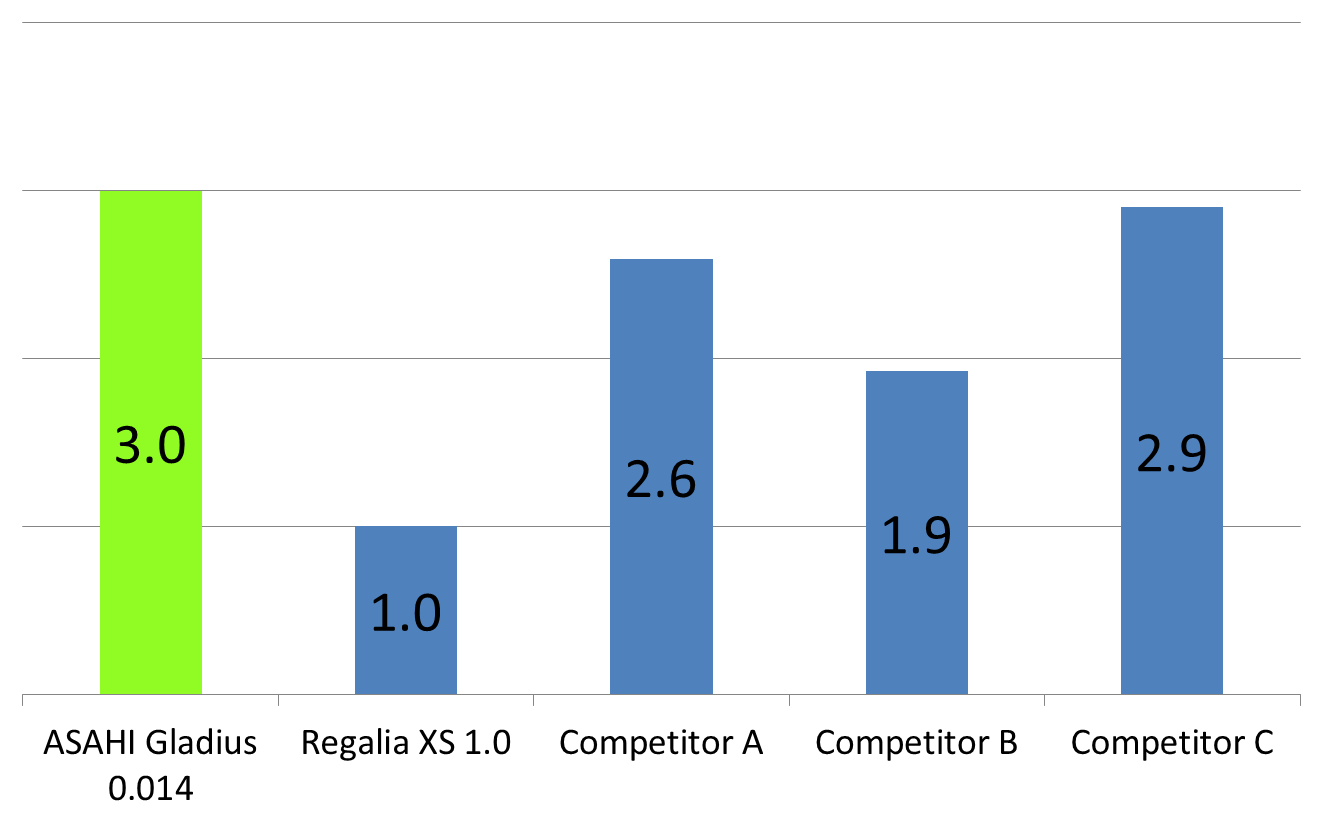 3.0
1.0
2.6
1.9
2.9
ASAHI Gladius
0.014
Regalia XS 1.0
Competitor A
Competitor B
Competitor C